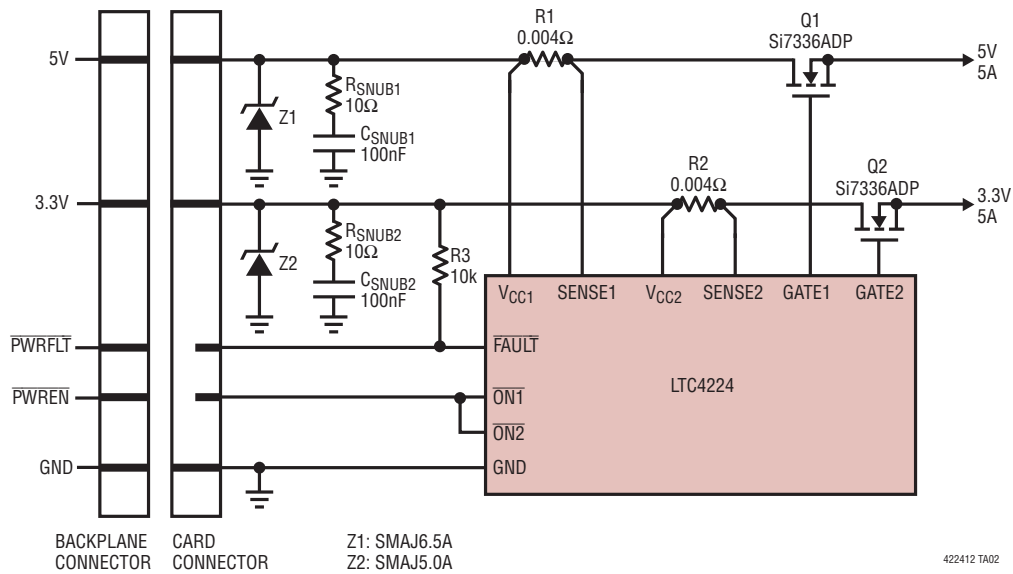 R1
0.004Ω
Q1
Si7336ADP
5V
5V
5A
Z1
RSNUB1
10Ω
CSNUB1
100nF
R2
0.004Ω
Q2
Si7336ADP
3.3V
3.3V
5A
Z2
RSNUB2
10Ω
CSNUB2
100nF
R3
10k
VCC1 SENSE1 VCC2 SENSE2 GATE1 GATE2
PWRFLT
FAULT
LTC4224
PWREN
ON1
ON2
GND
GND
BACKPLANE
CONNECTOR
CARD
CONNECTOR
Z1: SMAJ6.5A
Z2: SMAJ5.0A
422412 TA02